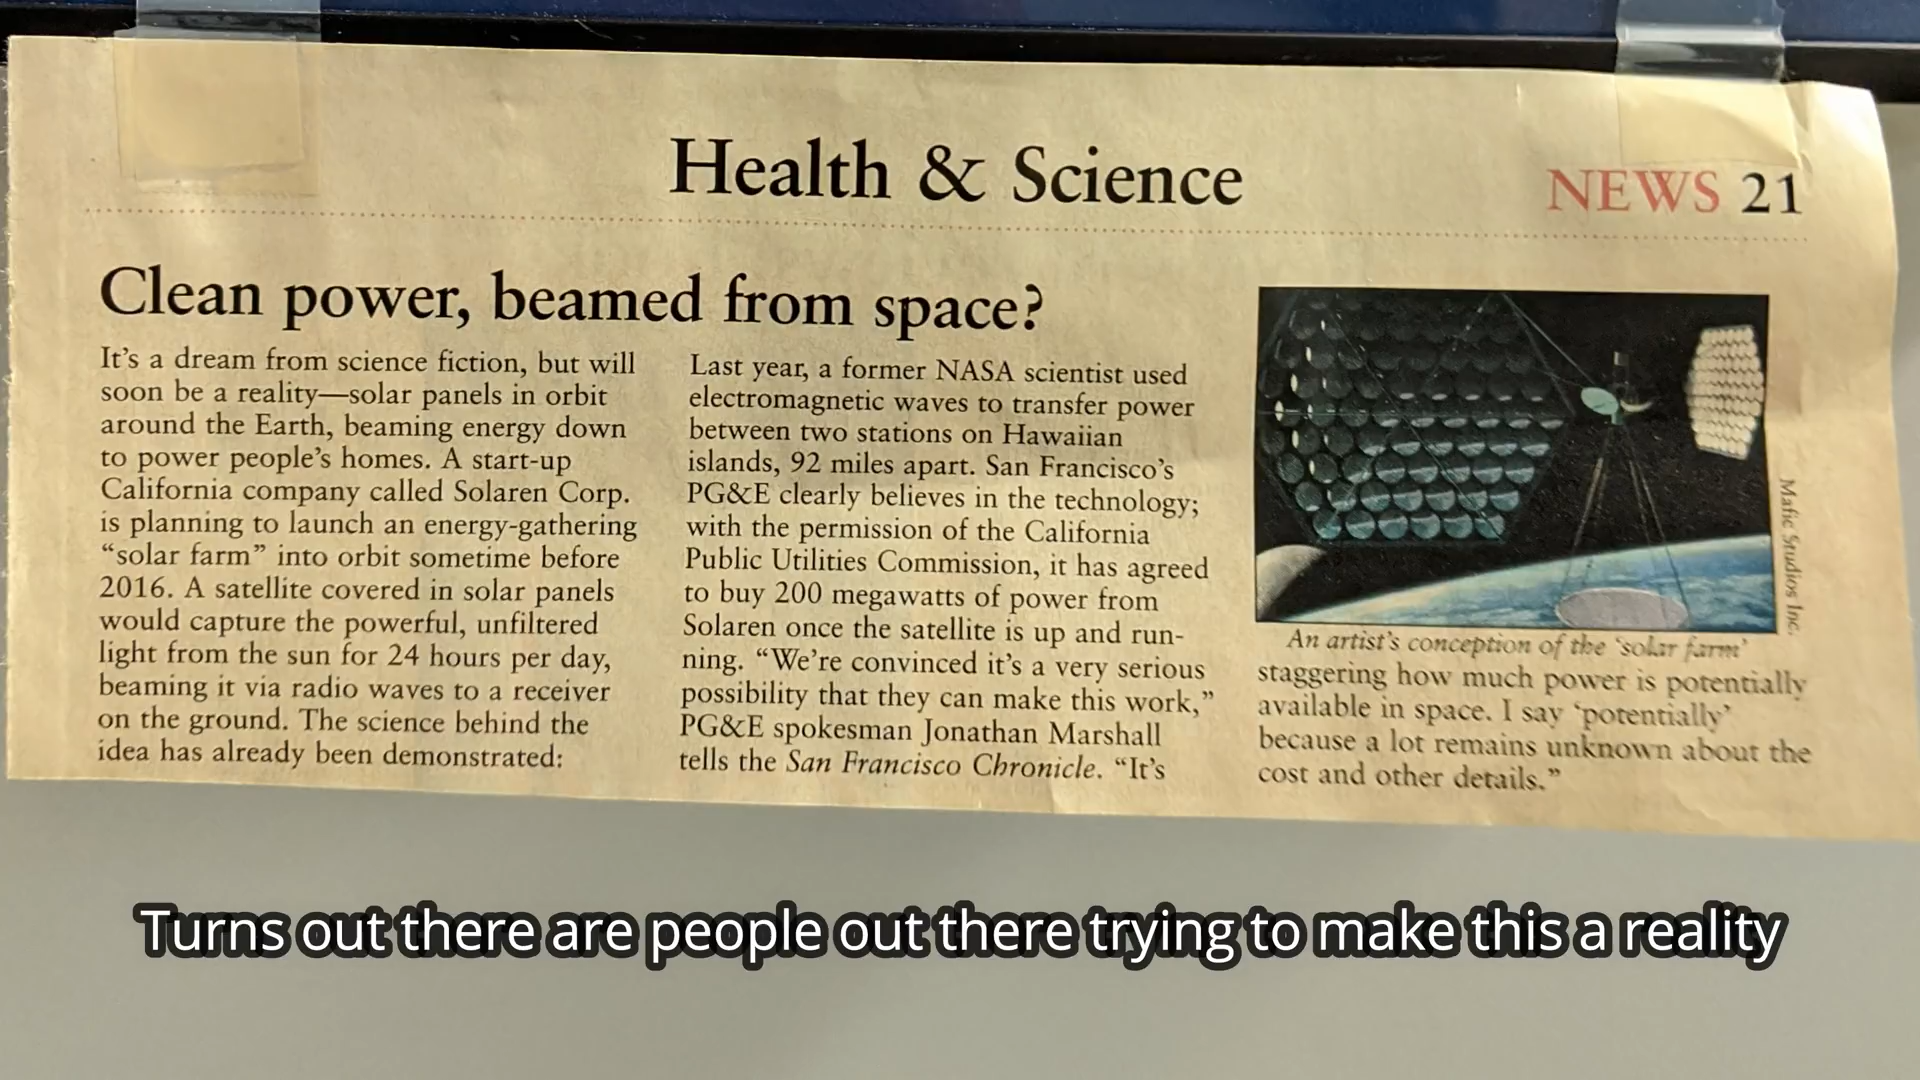 Health & Science
NEWS 21
Clean power, beamed from space?
It's a dream from science fiction, but will
soon be a reality—solar panels in orbit
around the Earth, beaming energy down
to power people's homes. A start-up
California company called Solaren Corp.
is planning to launch an energy-gathering
“solar farm” into orbit sometime before
2016. A satellite covered in solar panels
would capture the powerful, unfiltered
light from the sun for 24 hours per day,
beaming it via radio waves to a receiver
on the ground. The science behind the
idea has already been demonstrated:
Last year, a former NASA scientist used
electromagnetic waves to transfer power
between two stations on Hawaiian
islands, 92 miles apart. San Francisco's
PG&E clearly believes in the technology;
with the permission of the California
Public Utilities Commission, it has agreed
to buy 200 megawatts of power from
Solaren once the satellite is up and run-
ning. “We're convinced it's a very serious
possibility that they can make this work,”
PG&E spokesman Jonathan Marshall
tells the San Francisco Chronicle. “It's
Mafic Studios Inc.
An artist's conception of the ‘solar farm’
staggering how much power is potentially
available in space. I say ‘potentially’
because a lot remains unknown about the
cost and other details.”
Turns out there are people out there trying to make this a reality